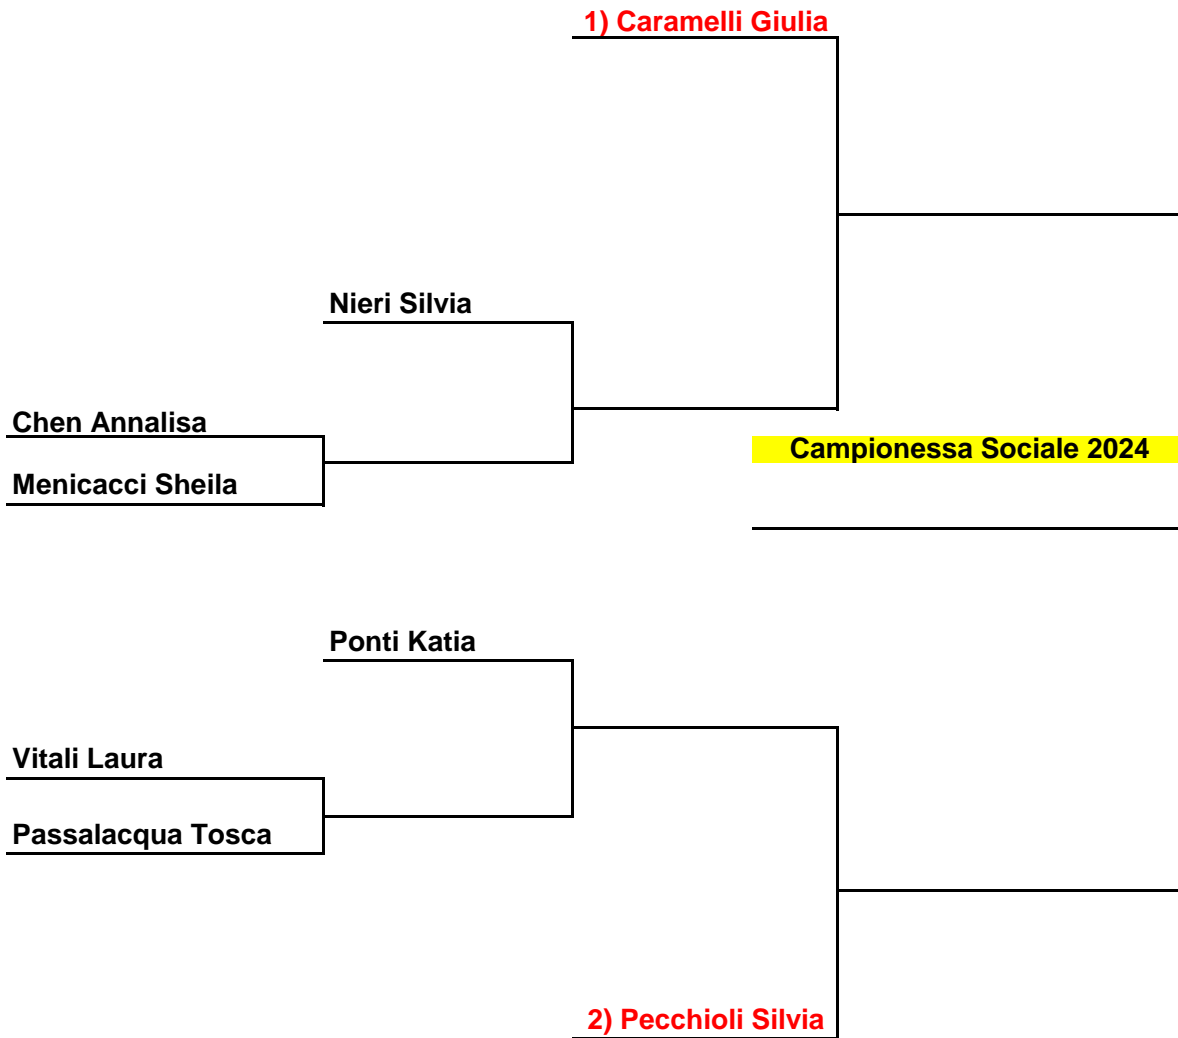 1) Caramelli Giulia
Nieri Silvia
Chen Annalisa
Campionessa Sociale 2024
Menicacci Sheila
Ponti Katia
Vitali Laura
Passalacqua Tosca
2) Pecchioli Silvia